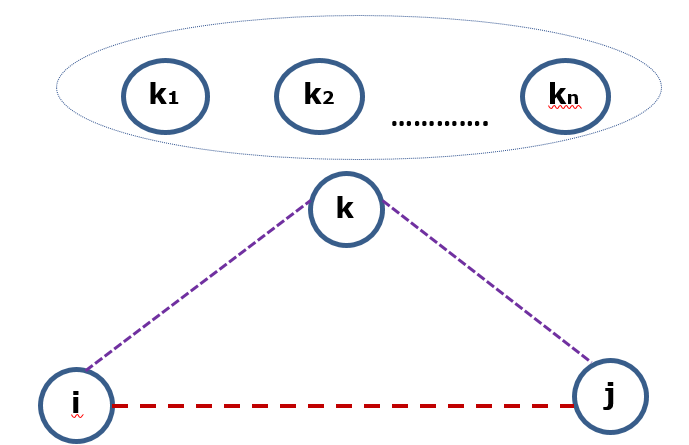 k1 k2 ............. kn
k
i j